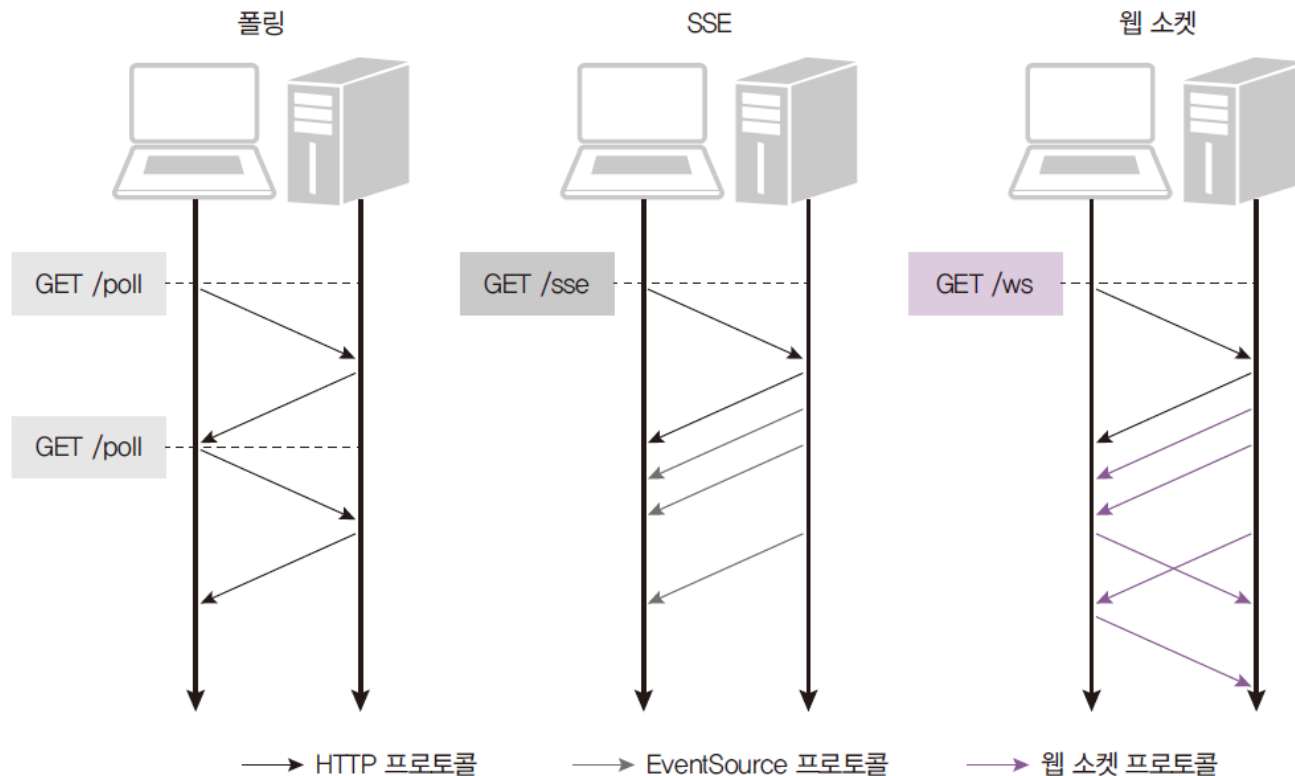 폴링
SSE
웹 소켓
GET /poll
GET /sse
GET /ws
GET /poll
HTTP 프로토콜
EventSource 프로토콜
웹 소켓 프로토콜